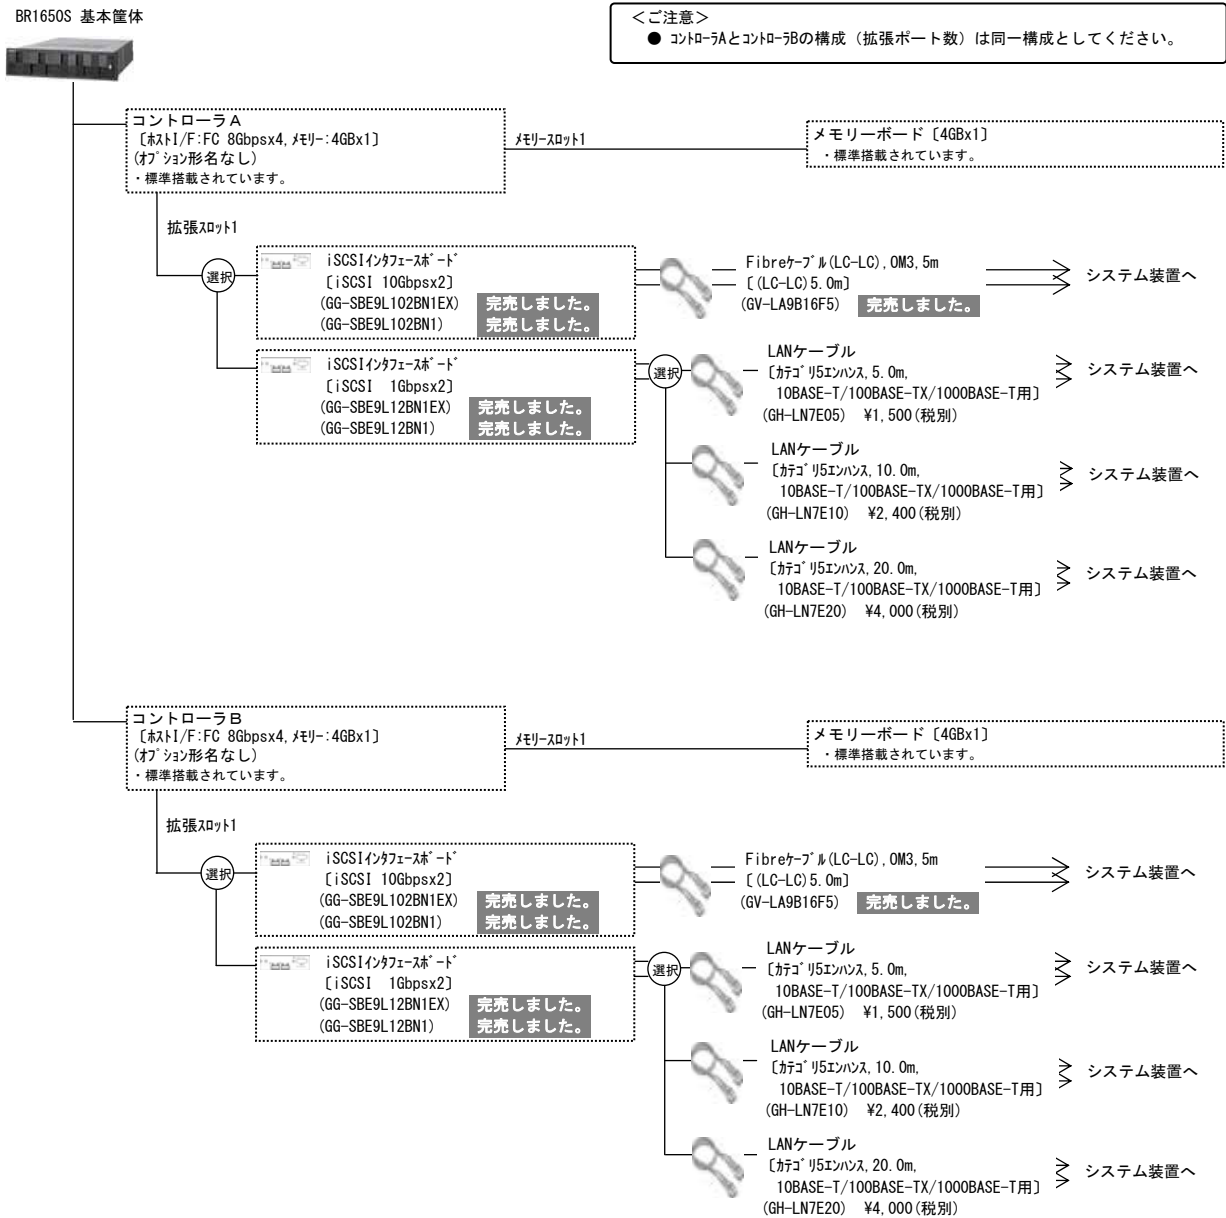 BR1650S 基本筐体
＜ご注意＞
● ｺﾝﾄﾛｰﾗAとｺﾝﾄﾛｰﾗBの構成（拡張ポート数）は同一構成としてください。
コントローラＡ
〔ﾎｽﾄI/F:FC 8Gbpsx4,ﾒﾓﾘｰ:4GBx1〕
(ｵﾌﾟｼｮﾝ形名なし)
・標準搭載されています。
ﾒﾓﾘｰｽﾛｯﾄ1
メモリーボード〔4GBx1〕
・標準搭載されています。
拡張ｽﾛｯﾄ1
選択
iSCSIｲﾝﾀﾌｪｰｽﾎﾞｰﾄﾞ
〔iSCSI 10Gbpsx2〕
(GG-SBE9L102BN1EX) 完売しました。
(GG-SBE9L102BN1) 完売しました。
Fibreｹｰﾌﾞﾙ(LC-LC),OM3,5m
〔(LC-LC)5.0m〕
(GV-LA9B16F5) 完売しました。
システム装置へ
iSCSIｲﾝﾀﾌｪｰｽﾎﾞｰﾄﾞ
〔iSCSI 1Gbpsx2〕
(GG-SBE9L12BN1EX) 完売しました。
(GG-SBE9L12BN1) 完売しました。
選択
LANケーブル
〔ｶﾃｺﾞﾘ5ｴﾝﾊﾝｽ,5.0m,
10BASE-T/100BASE-TX/1000BASE-T用〕
(GH-LN7E05) ¥1,500(税別)
システム装置へ
LANケーブル
〔ｶﾃｺﾞﾘ5ｴﾝﾊﾝｽ,10.0m,
10BASE-T/100BASE-TX/1000BASE-T用〕
(GH-LN7E10) ¥2,400(税別)
システム装置へ
LANケーブル
〔ｶﾃｺﾞﾘ5ｴﾝﾊﾝｽ,20.0m,
10BASE-T/100BASE-TX/1000BASE-T用〕
(GH-LN7E20) ¥4,000(税別)
システム装置へ
コントローラＢ
〔ﾎｽﾄI/F:FC 8Gbpsx4,ﾒﾓﾘｰ:4GBx1〕
(ｵﾌﾟｼｮﾝ形名なし)
・標準搭載されています。
ﾒﾓﾘｰｽﾛｯﾄ1
メモリーボード〔4GBx1〕
・標準搭載されています。
拡張ｽﾛｯﾄ1
選択
iSCSIｲﾝﾀﾌｪｰｽﾎﾞｰﾄﾞ
〔iSCSI 10Gbpsx2〕
(GG-SBE9L102BN1EX) 完売しました。
(GG-SBE9L102BN1) 完売しました。
Fibreｹｰﾌﾞﾙ(LC-LC),OM3,5m
〔(LC-LC)5.0m〕
(GV-LA9B16F5) 完売しました。
システム装置へ
iSCSIｲﾝﾀﾌｪｰｽﾎﾞｰﾄﾞ
〔iSCSI 1Gbpsx2〕
(GG-SBE9L12BN1EX) 完売しました。
(GG-SBE9L12BN1) 完売しました。
選択
LANケーブル
〔ｶﾃｺﾞﾘ5ｴﾝﾊﾝｽ,5.0m,
10BASE-T/100BASE-TX/1000BASE-T用〕
(GH-LN7E05) ¥1,500(税別)
システム装置へ
LANケーブル
〔ｶﾃｺﾞﾘ5ｴﾝﾊﾝｽ,10.0m,
10BASE-T/100BASE-TX/1000BASE-T用〕
(GH-LN7E10) ¥2,400(税別)
システム装置へ
LANケーブル
〔ｶﾃｺﾞﾘ5ｴﾝﾊﾝｽ,20.0m,
10BASE-T/100BASE-TX/1000BASE-T用〕
(GH-LN7E20) ¥4,000(税別)
システム装置へ